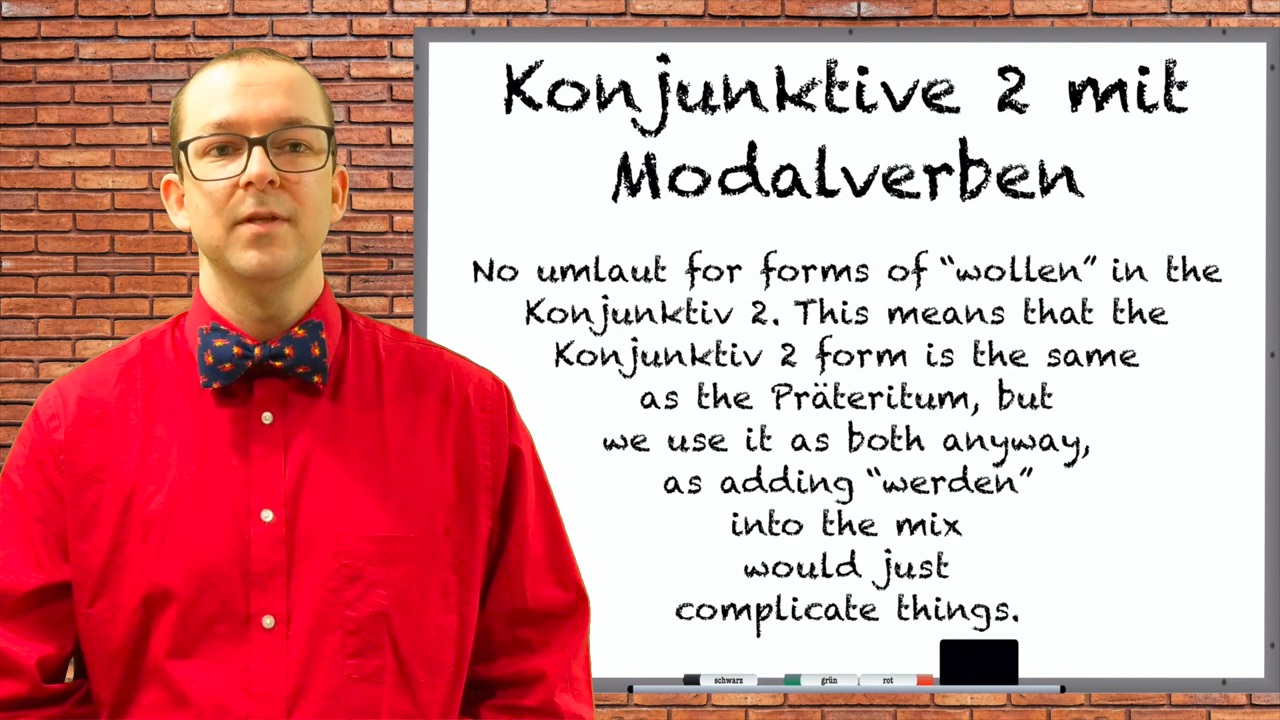 Konjunktive 2 mit
Modalverben
No umlaut for forms of “wollen” in the
Konjunktiv 2. This means that the
Konjunktiv 2 form is the same
as the Präteritum, but
we use it as both anyway,
as adding “werden”
into the mix
would just
complicate things.
schwarz grün rot